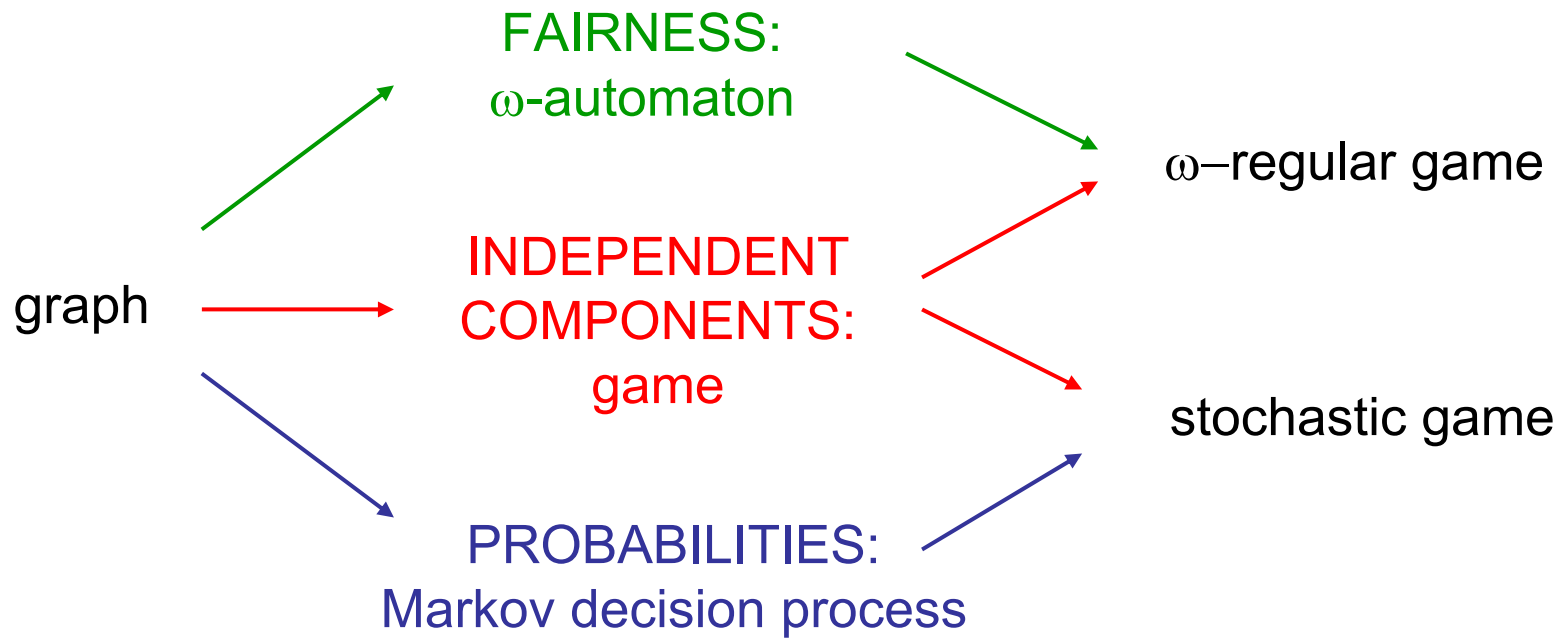 FAIRNESS:
ω-automaton
ω–regular game
INDEPENDENT
COMPONENTS:
game
graph
stochastic game
PROBABILITIES:
Markov decision process